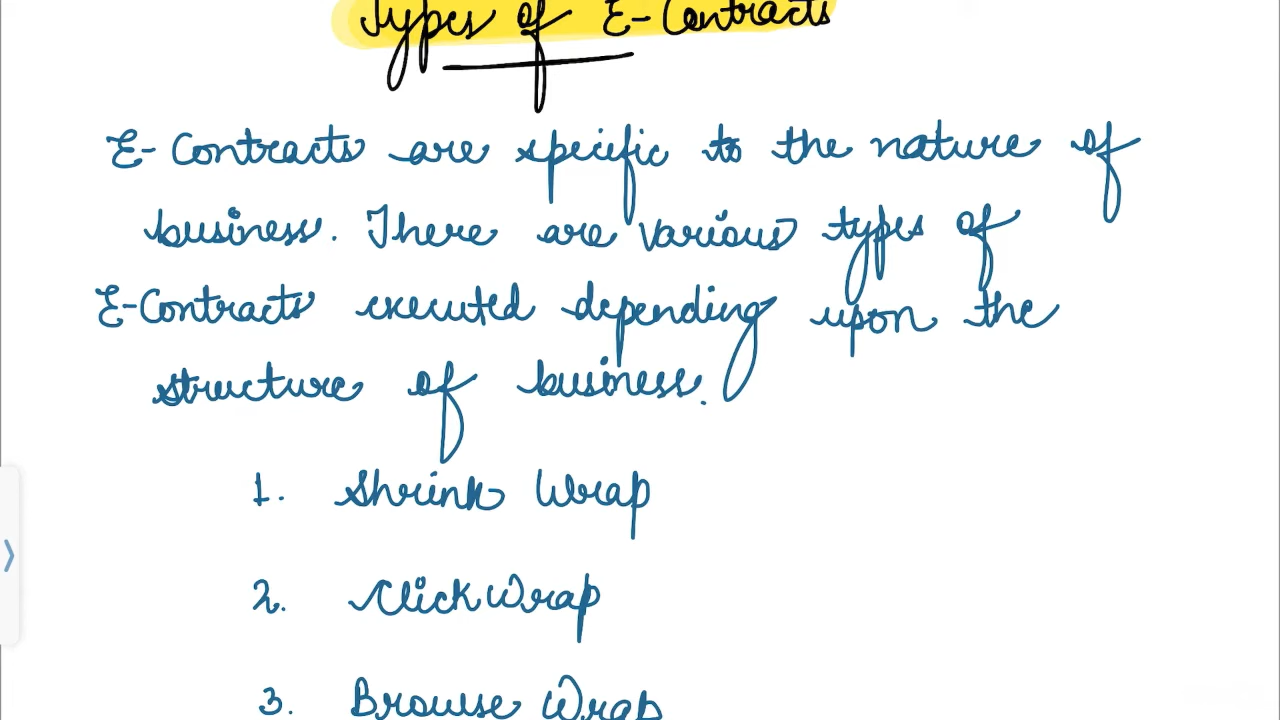 Types of E-Contracts
E-Contracts are specific to the nature of
business. There are various types of
E-Contracts executed depending upon the
structure of business.
1. Shrink Wrap
2. Click Wrap
3. Browse Wrap